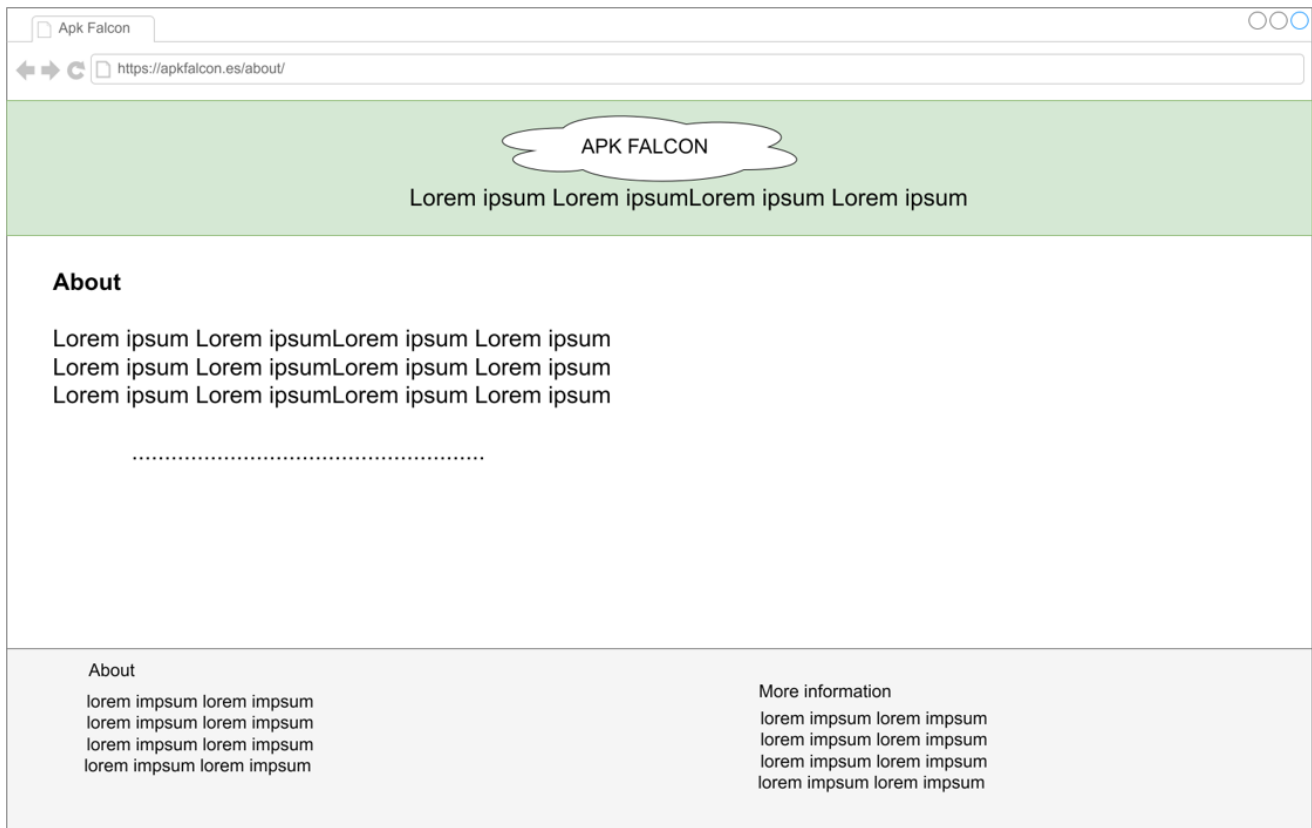 Apk Falcon
https://apkfalcon.es/about/
APK FALCON
Lorem ipsum Lorem ipsumLorem ipsum Lorem ipsum
About
Lorem ipsum Lorem ipsumLorem ipsum Lorem ipsum
Lorem ipsum Lorem ipsumLorem ipsum Lorem ipsum
Lorem ipsum Lorem ipsumLorem ipsum Lorem ipsum
......................................................
About
lorem impsum lorem impsum
lorem impsum lorem impsum
lorem impsum lorem impsum
lorem impsum lorem impsum
More information
lorem impsum lorem impsum
lorem impsum lorem impsum
lorem impsum lorem impsum
lorem impsum lorem impsum